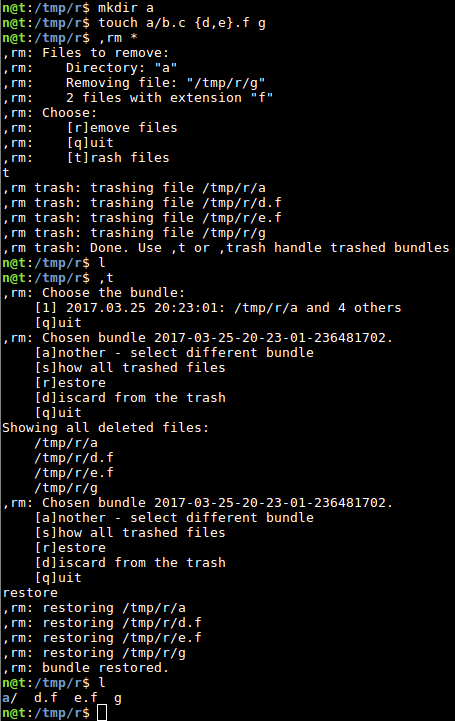 n@t:/tmp/r$ mkdir a
n@t:/tmp/r$ touch a/b.c {d,e}.f g
n@t:/tmp/r$ ,rm *
,rm: Files to remove:
,rm:    Directory: "a"
,rm:    Removing file: "/tmp/r/g"
,rm:    2 files with extension "f"
,rm: Choose:
,rm:    [r]emove files
,rm:    [q]uit
,rm:    [t]rash files
t
,rm trash: trashing file /tmp/r/a
,rm trash: trashing file /tmp/r/d.f
,rm trash: trashing file /tmp/r/e.f
,rm trash: trashing file /tmp/r/g
,rm trash: Done. Use ,t or ,trash handle trashed bundles
n@t:/tmp/r$ l
n@t:/tmp/r$ ,t
,rm: Choose the bundle:
    [1] 2017.03.25 20:23:01: /tmp/r/a and 4 others
    [q]uit
,rm: Chosen bundle 2017-03-25-20-23-01-236481702.
    [a]nother - select different bundle
    [s]how all trashed files
    [r]estore
    [d]iscard from the trash
    [q]uit
Showing all deleted files:
    /tmp/r/a
    /tmp/r/d.f
    /tmp/r/e.f
    /tmp/r/g
,rm: Chosen bundle 2017-03-25-20-23-01-236481702.
    [a]nother - select different bundle
    [s]how all trashed files
    [r]estore
    [d]iscard from the trash
    [q]uit
restore
,rm: restoring /tmp/r/a
,rm: restoring /tmp/r/d.f
,rm: restoring /tmp/r/e.f
,rm: restoring /tmp/r/g
,rm: bundle restored.
n@t:/tmp/r$ l
a/  d.f  e.f  g
n@t:/tmp/r$